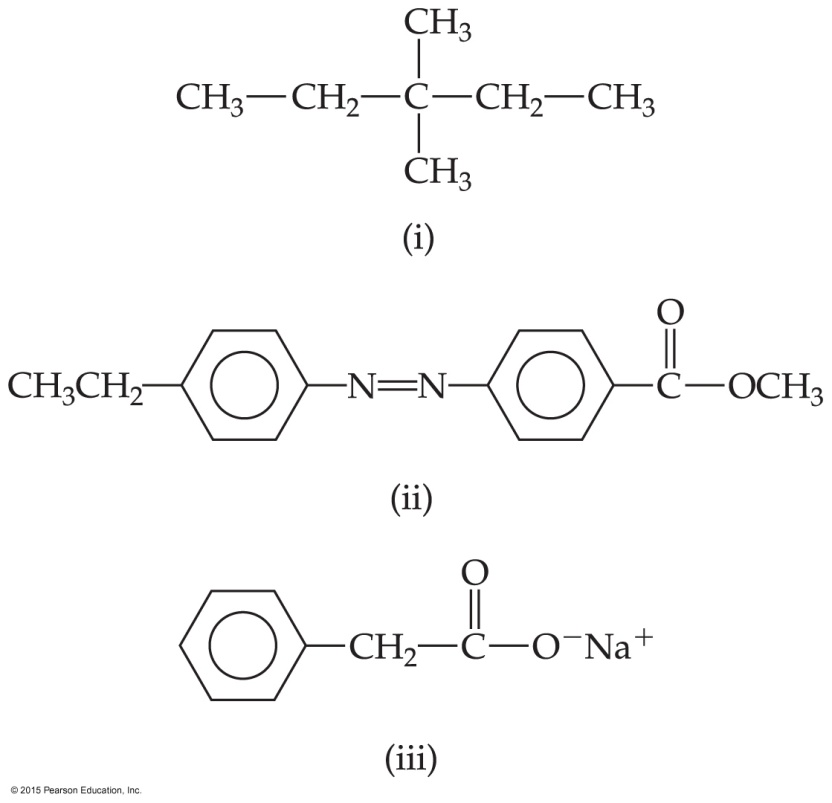 CH₃
CH₃—CH₂—C—CH₂—CH₃
CH₃
(i)
O
CH₃CH₂ N=N C—OCH₃
(ii)
O
CH₂—C—O⁻Na⁺
(iii)
© 2015 Pearson Education, Inc.